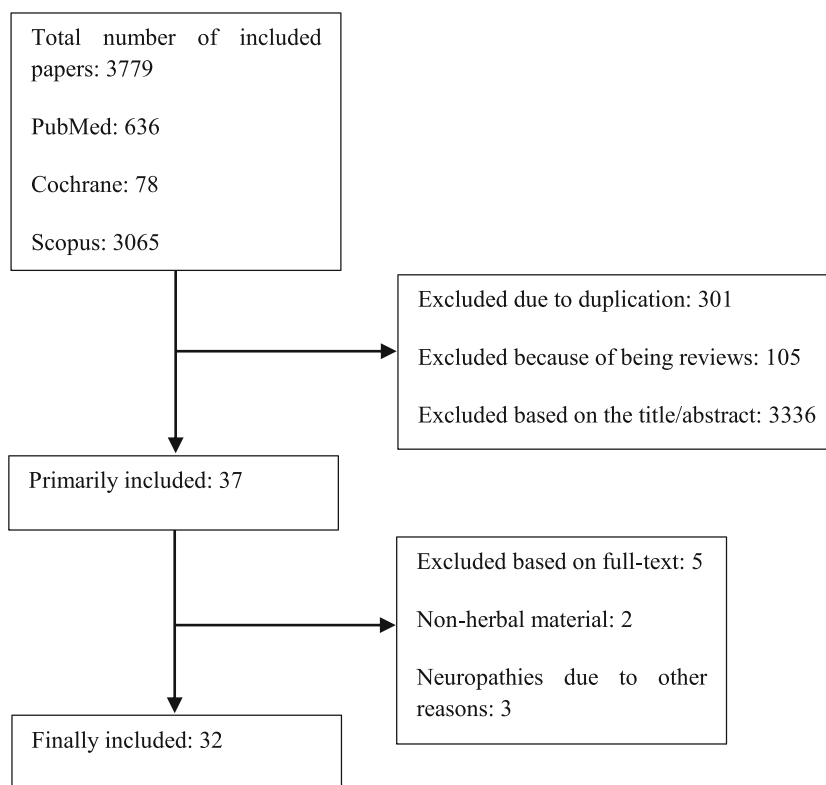 Total number of included
papers: 3779
PubMed: 636
Cochrane: 78
Scopus: 3065
Excluded due to duplication: 301
Excluded because of being reviews: 105
Excluded based on the title/abstract: 3336
Primarily included: 37
Excluded based on full-text: 5
Non-herbal material: 2
Neuropathies due to other
reasons: 3
Finally included: 32